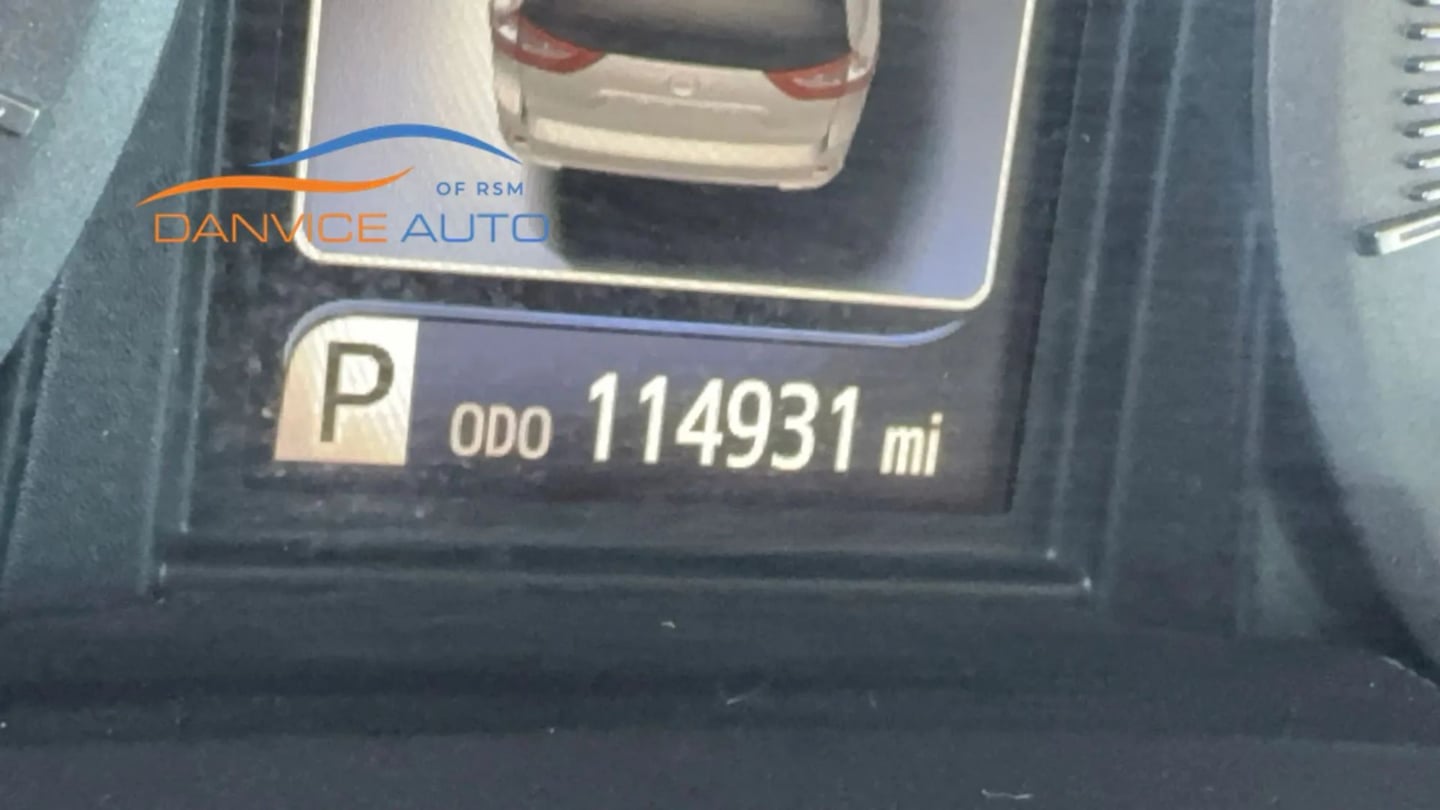 OF RSM
DANVICE AUTO
P ODO 114931 mi